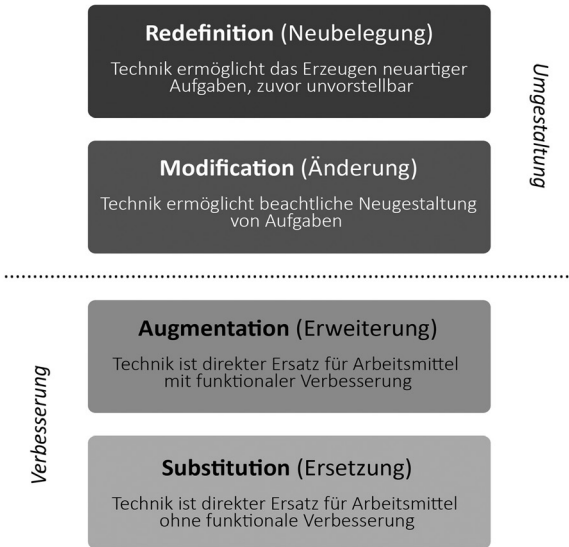 Redefinition (Neubelegung)
Technik ermöglicht das Erzeugen neuartiger
Aufgaben, zuvor unvorstellbar
Umgestaltung
Modification (Änderung)
Technik ermöglicht beachtliche Neugestaltung
von Aufgaben
Augmentation (Erweiterung)
Technik ist direkter Ersatz für Arbeitsmittel
mit funktionaler Verbesserung
Verbesserung
Substitution (Ersetzung)
Technik ist direkter Ersatz für Arbeitsmittel
ohne funktionale Verbesserung